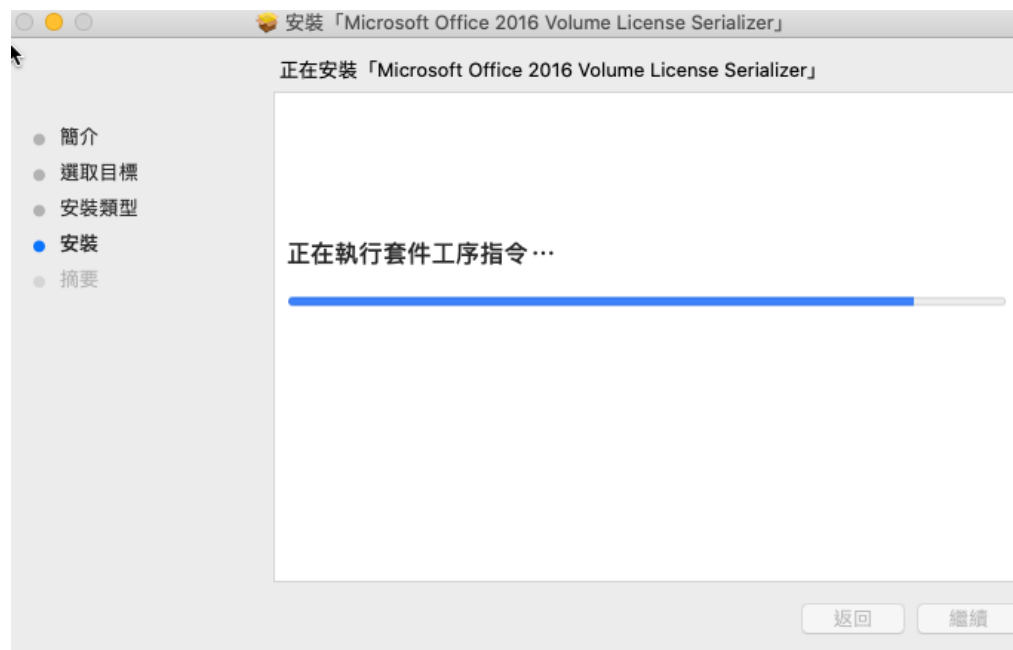 安裝「Microsoft Office 2016 Volume License Serializer」
正在安裝「Microsoft Office 2016 Volume License Serializer」
簡介
選取目標
安裝類型
安裝
摘要
正在執行套件工序指令⋯
返回
繼續